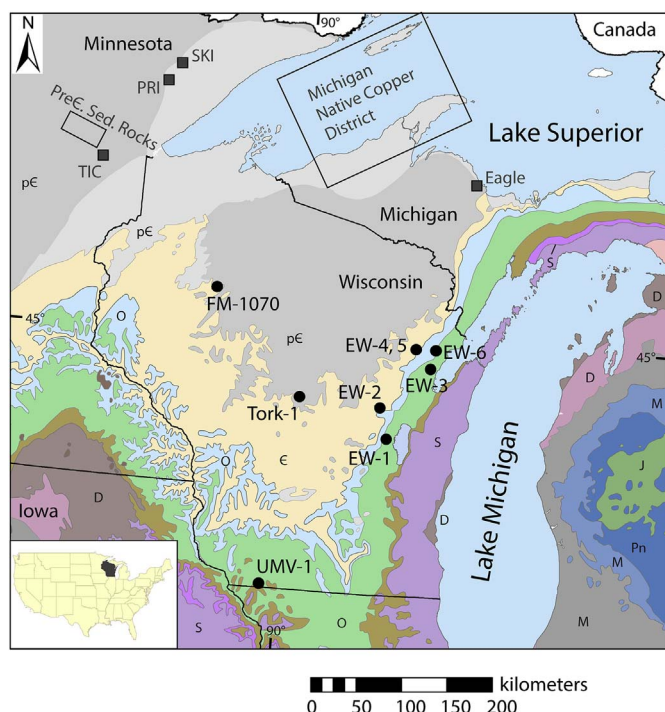 90°
Canada
N
Minnesota
SKI
PRI
Michigan
Native Copper
District
PreЄ. Sed. Rocks
TIC
Lake Superior
Eagle
pЄ
Michigan
pЄ
Wisconsin
S
FM-1070
D
45°
O
pЄ
EW-4, 5
EW-6
45°
EW-3
D
Tork-1
EW-2
M
EW-1
J
O
Є
S
Iowa
D
D
Lake Michigan
Pn
M
UMV-1
S
O
M
90°
kilometers
0
50
100
150
200